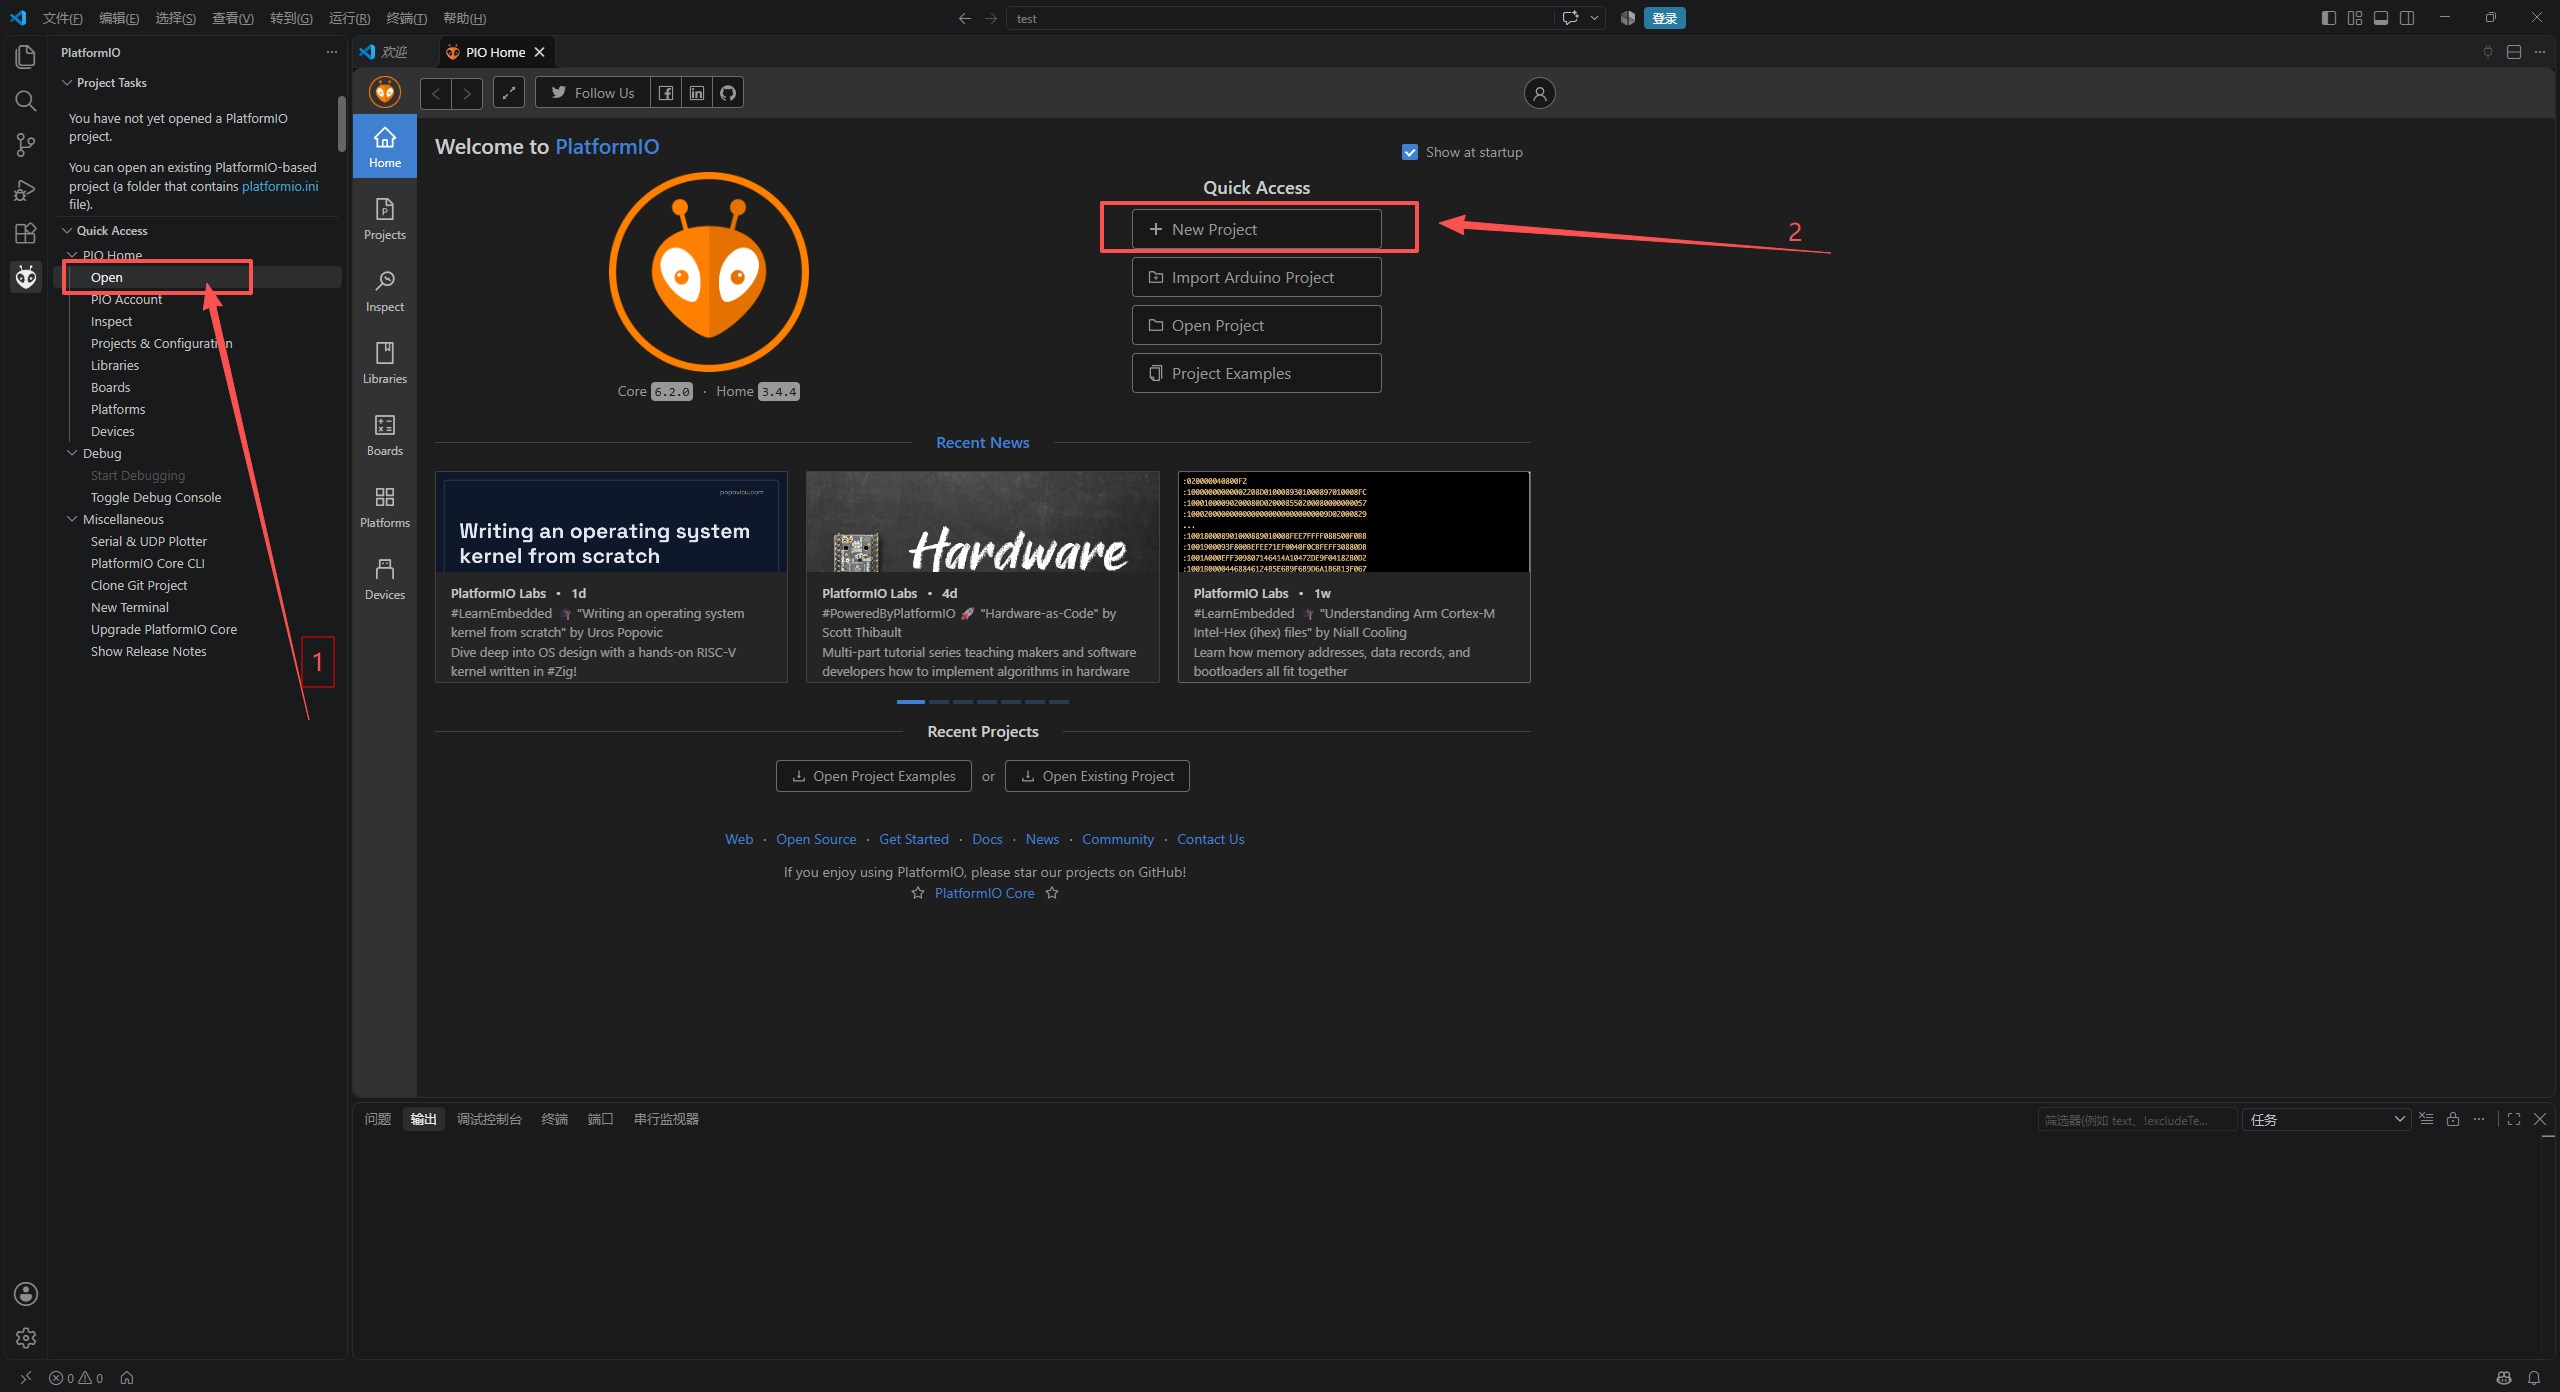 文件(F) 编辑(E) 选择(S) 查看(V) 转到(G) 运行(R) 终端(T) 帮助(H)
test
登录
PlatformIO
Project Tasks
You have not yet opened a PlatformIO
project.
You can open an existing PlatformIO-based
project (a folder that contains platformio.ini
file).
Quick Access
PIO Home
Open
PIO Account
Inspect
Projects & Configuration
Libraries
Boards
Platforms
Devices
Debug
Start Debugging
Toggle Debug Console
Miscellaneous
Serial & UDP Plotter
PlatformIO Core CLI
Clone Git Project
New Terminal
Upgrade PlatformIO Core
Show Release Notes
1
欢迎
PIO Home
Follow Us
Home
Projects
Inspect
Libraries
Boards
Platforms
Devices
Welcome to PlatformIO
Show at startup
Core 6.2.0 · Home 3.4.4
Quick Access
New Project
Import Arduino Project
Open Project
Project Examples
2
Recent News
popovicu.com
Writing an operating system
kernel from scratch
PlatformIO Labs • 1d
#LearnEmbedded "Writing an operating system
kernel from scratch" by Uros Popovic
Dive deep into OS design with a hands-on RISC-V
kernel written in #Zig!
Hardware
PlatformIO Labs • 4d
#PoweredByPlatformIO 🚀 "Hardware-as-Code" by
Scott Thibault
Multi-part tutorial series teaching makers and software
developers how to implement algorithms in hardware
:020000040800F2
...
PlatformIO Labs • 1w
#LearnEmbedded "Understanding Arm Cortex-M
Intel-Hex (ihex) files" by Niall Cooling
Learn how memory addresses, data records, and
bootloaders all fit together
Recent Projects
Open Project Examples or Open Existing Project
Web · Open Source · Get Started · Docs · News · Community · Contact Us
If you enjoy using PlatformIO, please star our projects on GitHub!
PlatformIO Core
问题 输出 调试控制台 终端 端口 串行监视器
筛选器(例如 text、!excludeTe...
任务
0 0